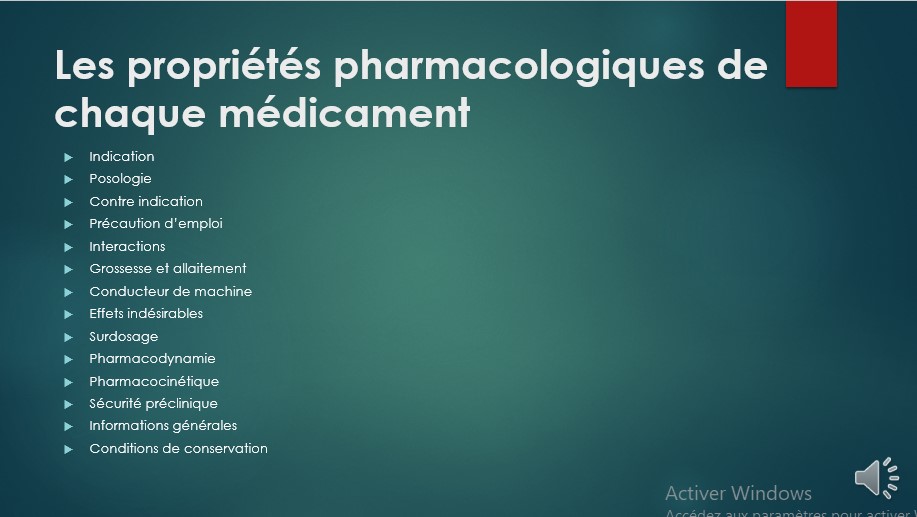 Les propriétés pharmacologiques de
chaque médicament
Indication
Posologie
Contre indication
Précaution d'emploi
Interactions
Grossesse et allaitement
Conducteur de machine
Effets indésirables
Surdosage
Pharmacodynamie
Pharmacocinétique
Sécurité préclinique
Informations générales
Conditions de conservation
Activer Windows
Accédez aux paramètres pour activer W